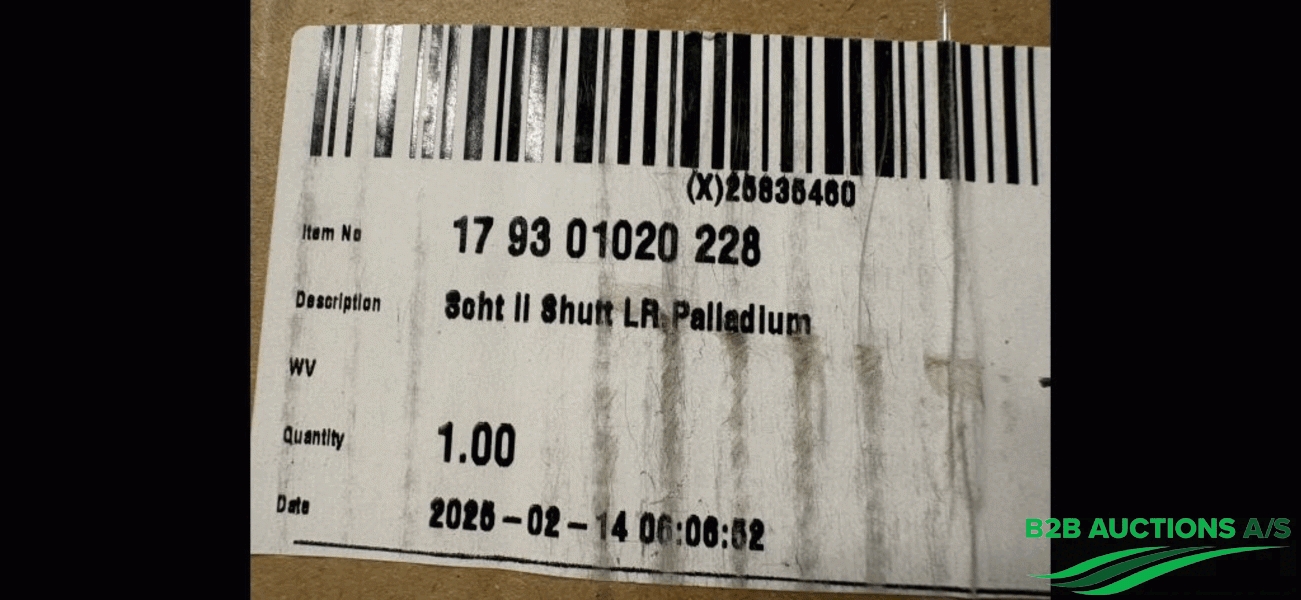 (X)25835460
Item No 17 93 01020 228
Description Scht II Shutt LR Palladium
WV
Quantity 1.00
Date 2025-02-14 06:06:52
B2B AUCTIONS A/S